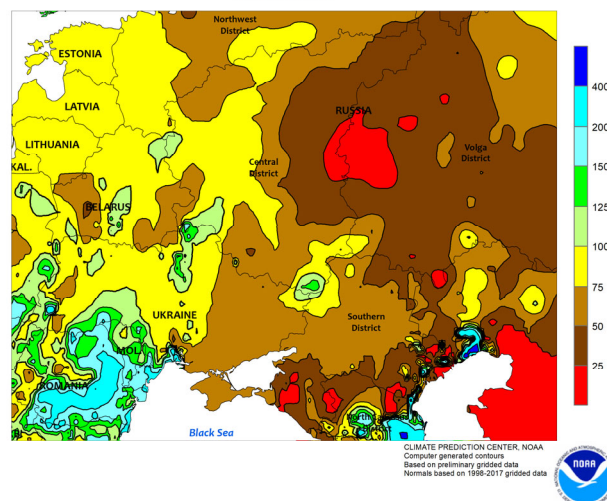 Northwest
District
ESTONIA
LATVIA
RUSSIA
LITHUANIA
KAL.
Central
District
Volga
District
BELARUS
UKRAINE
Southern
District
MOL.
ROMANIA
Black Sea
400
200
150
125
100
75
50
25
CLIMATE PREDICTION CENTER, NOAA
Computer generated contours
Based on preliminary gridded data
Normals based on 1998-2017 gridded data
NOAA